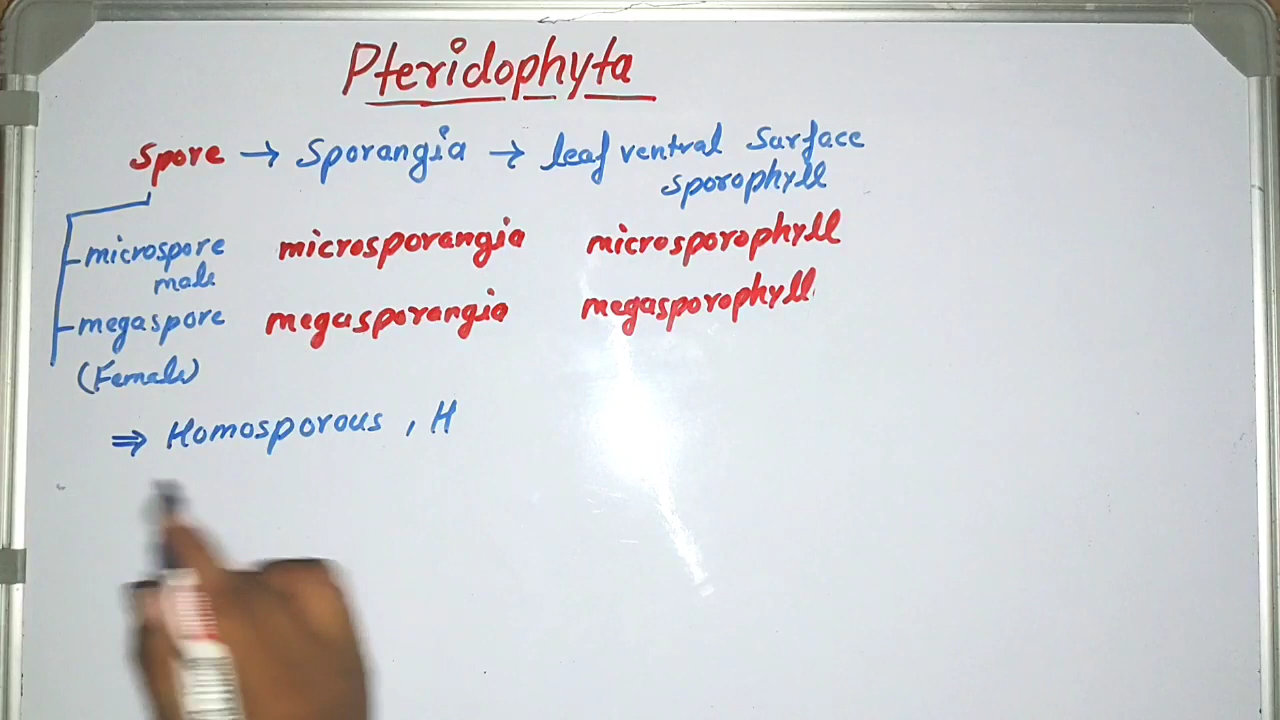 Pteridophyta
Spore → Sporangia → leaf ventral Surface
sporophyll
microspore microsporangia microsporophyll
male
megaspore megasporangia megasporophyll
(Female)
⇒ Homosporous , H